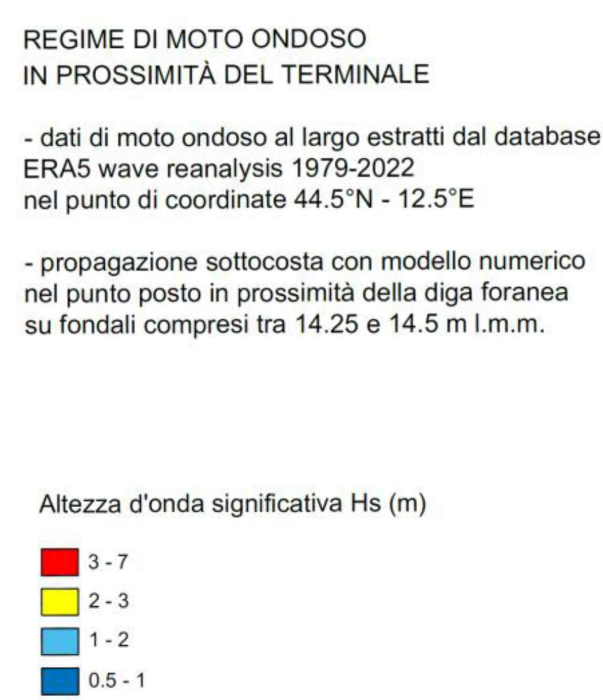 REGIME DI MOTO ONDOSO
IN PROSSIMITÀ DEL TERMINALE
- dati di moto ondoso al largo estratti dal database
ERA5 wave reanalysis 1979-2022
nel punto di coordinate 44.5°N - 12.5°E
- propagazione sottocosta con modello numerico
nel punto posto in prossimità della diga foranea
su fondali compresi tra 14.25 e 14.5 m l.m.m.
Altezza d'onda significativa Hs (m)
3 - 7
2 - 3
1 - 2
0.5 - 1